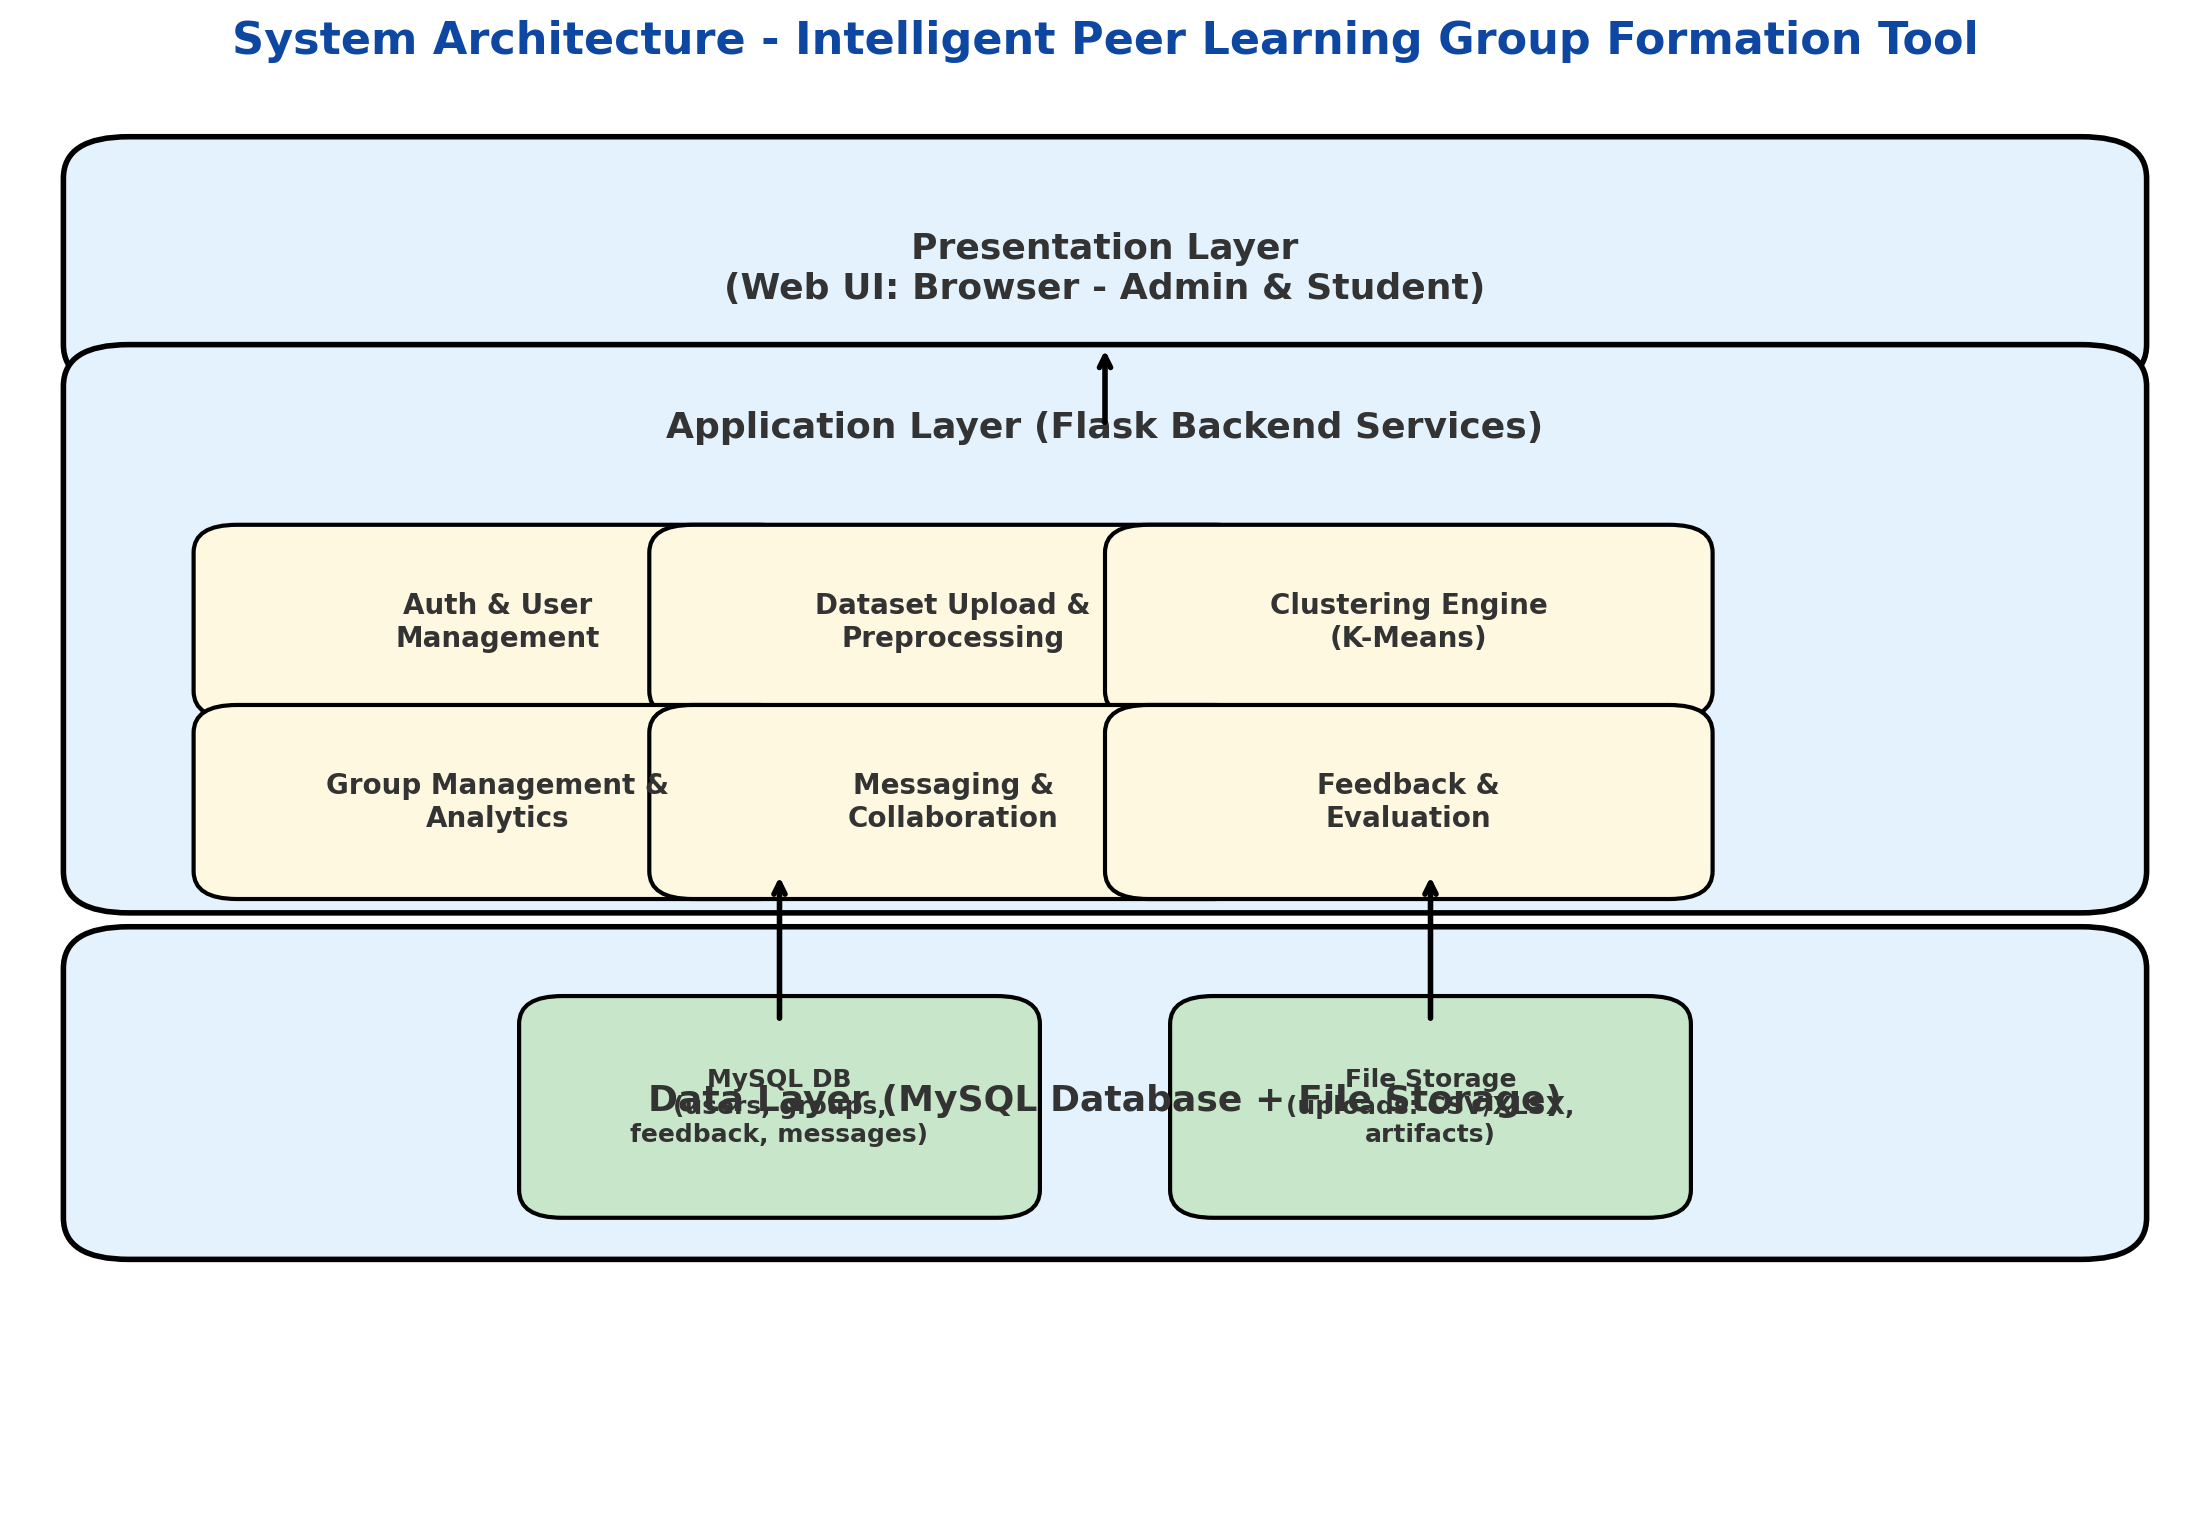 System Architecture - Intelligent Peer Learning Group Formation Tool
Presentation Layer
(Web UI: Browser - Admin & Student)
Application Layer (Flask Backend Services)
Auth & User
Management
Dataset Upload &
Preprocessing
Clustering Engine
(K-Means)
Group Management &
Analytics
Messaging &
Collaboration
Feedback &
Evaluation
Data Layer (MySQL Database + File Storage)
MySQL DB
(users, groups,
feedback, messages)
File Storage
(uploads: CSV/XLSX,
artifacts)